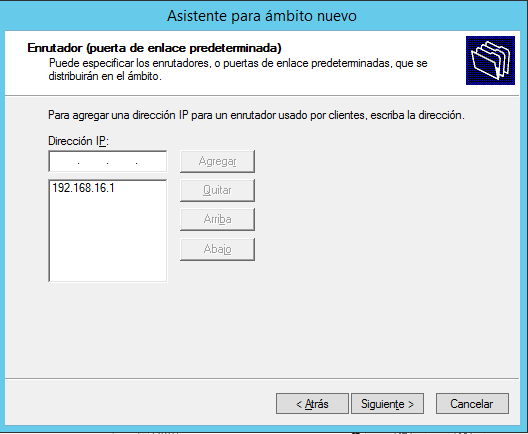 Asistente para ámbito nuevo
Enrutador (puerta de enlace predeterminada)
Puede especificar los enrutadores, o puertas de enlace predeterminadas, que se
distribuirán en el ámbito.
Para agregar una dirección IP para un enrutador usado por clientes, escriba la dirección.
Dirección IP:
. . .
Agregar
192.168.16.1
Quitar
Arriba
Abajo
< Atrás
Siguiente >
Cancelar